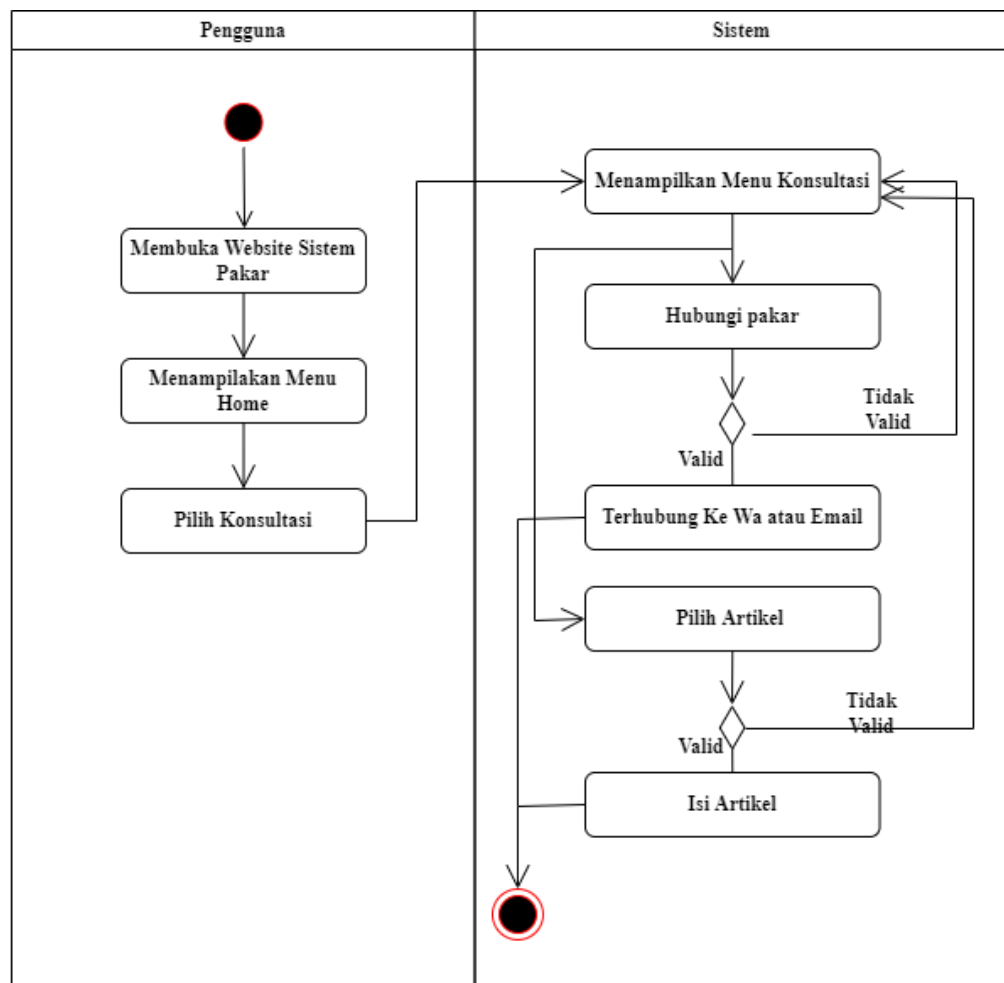 Pengguna
Sistem
Membuka Website Sistem
Pakar
Menampilakan Menu
Home
Pilih Konsultasi
Menampilkan Menu Konsultasi
Hubungi pakar
Tidak
Valid
Valid
Terhubung Ke Wa atau Email
Pilih Artikel
Tidak
Valid
Valid
Isi Artikel